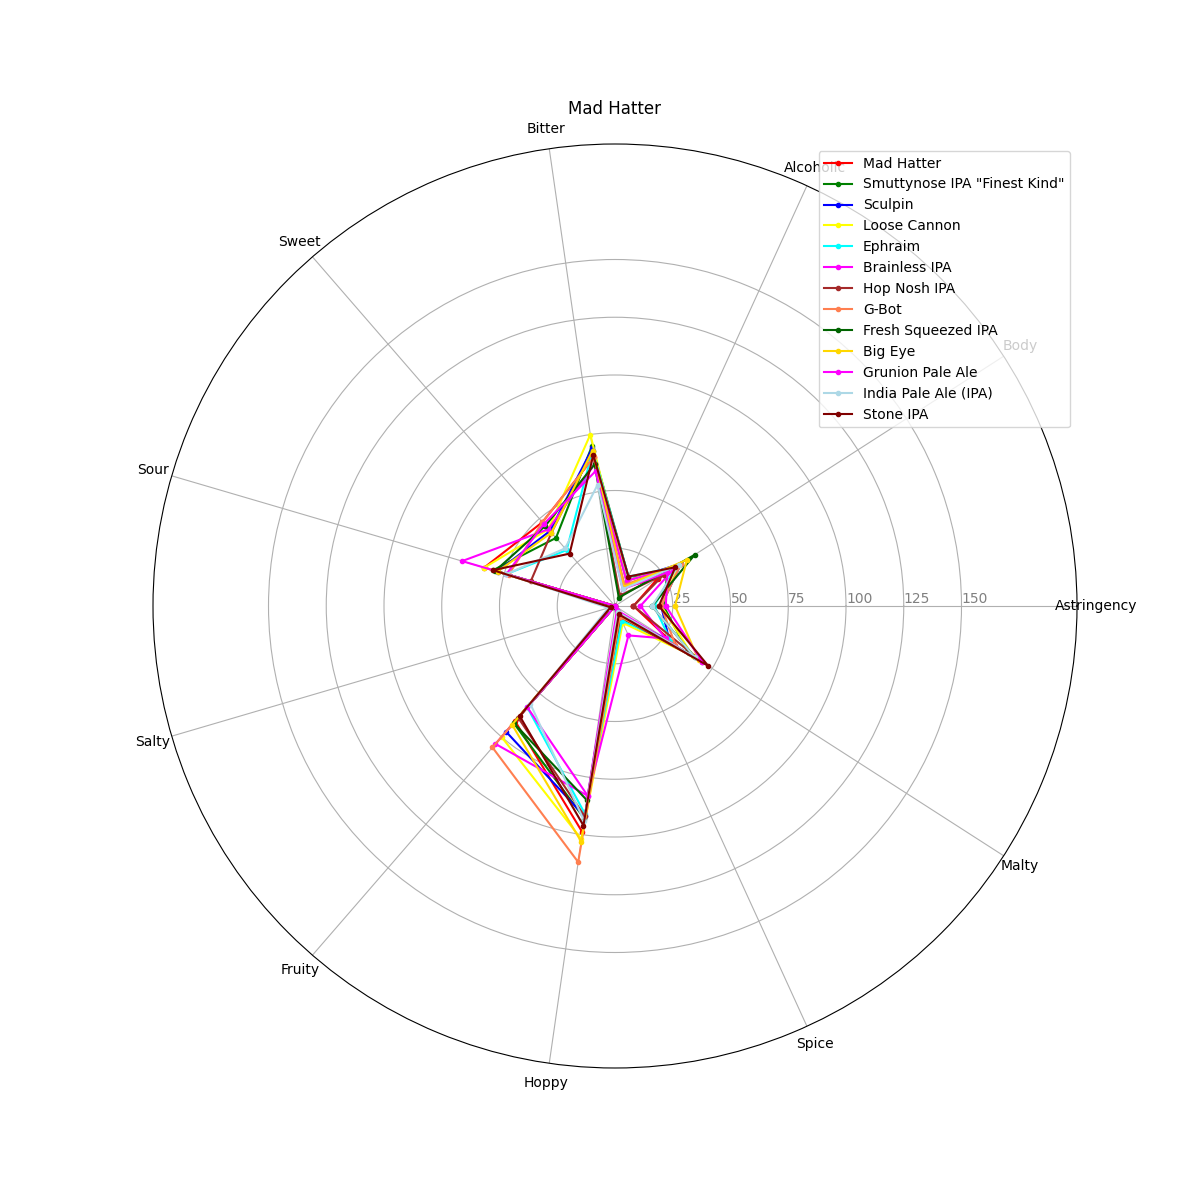 Mad Hatter
Bitter
Alcoholic
Sweet
Body
Mad Hatter
Smuttynose IPA "Finest Kind"
Sculpin
Loose Cannon
Ephraim
Brainless IPA
Hop Nosh IPA
G-Bot
Fresh Squeezed IPA
Big Eye
Grunion Pale Ale
India Pale Ale (IPA)
Stone IPA
Sour
25 50 75 100 125 150
Astringency
Salty
Malty
Fruity
Spice
Hoppy